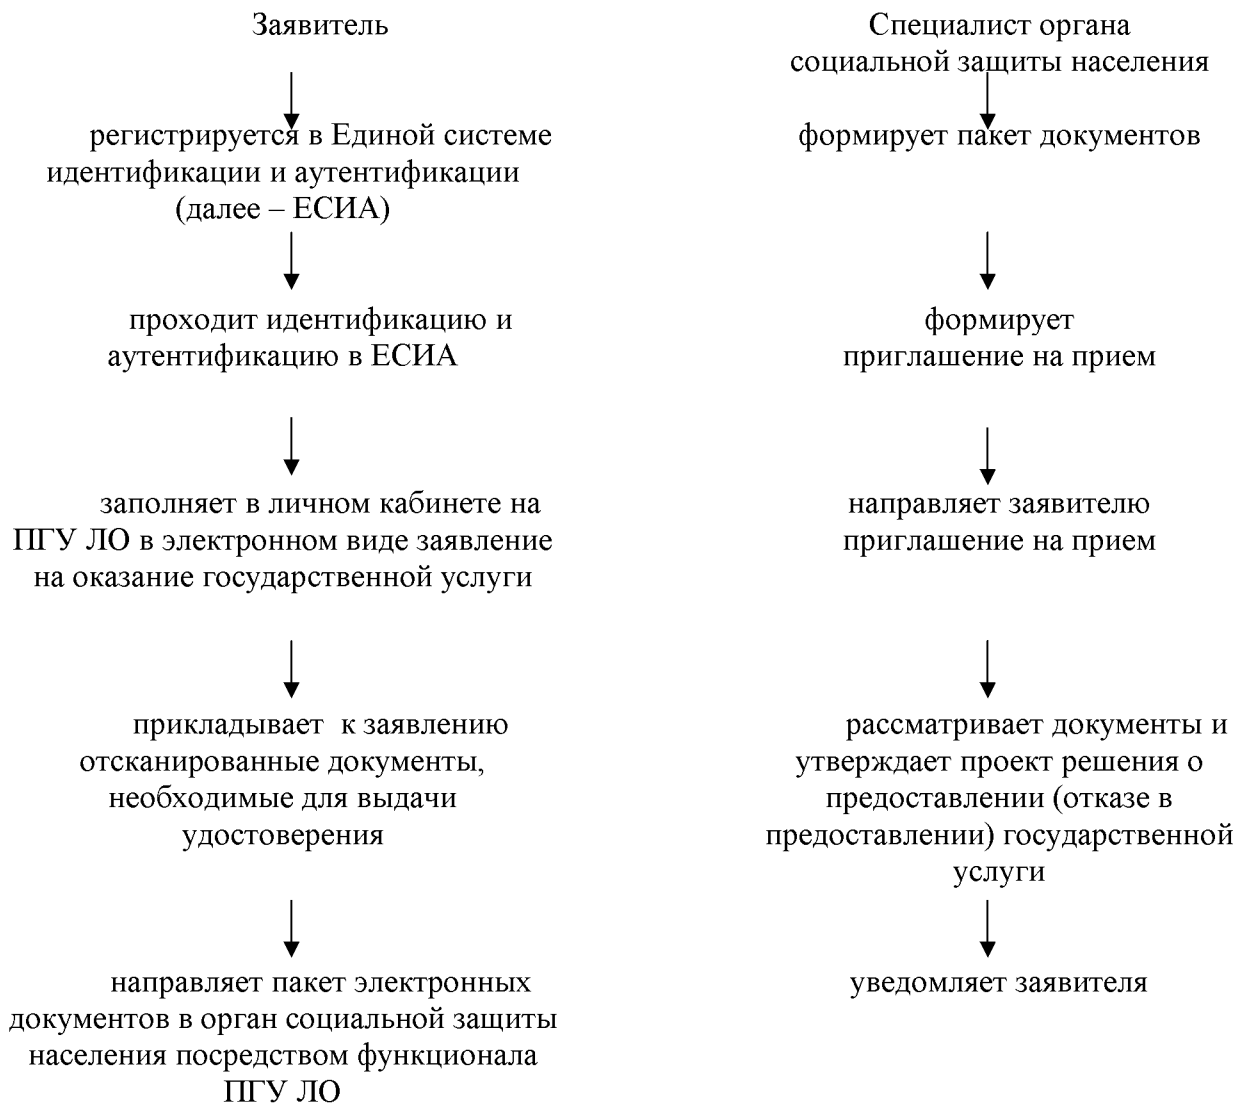 Заявитель
регистрируется в Единой системе
идентификации и аутентификации
(далее – ЕСИА)
проходит идентификацию и
аутентификацию в ЕСИА
заполняет в личном кабинете на
ПГУ ЛО в электронном виде заявление
на оказание государственной услуги
прикладывает к заявлению
отсканированные документы,
необходимые для выдачи
удостоверения
направляет пакет электронных
документов в орган социальной защиты
населения посредством функционала
ПГУ ЛО
Специалист органа
социальной защиты населения
формирует пакет документов
формирует
приглашение на прием
направляет заявителю
приглашение на прием
рассматривает документы и
утверждает проект решения о
предоставлении (отказе в
предоставлении) государственной
услуги
уведомляет заявителя